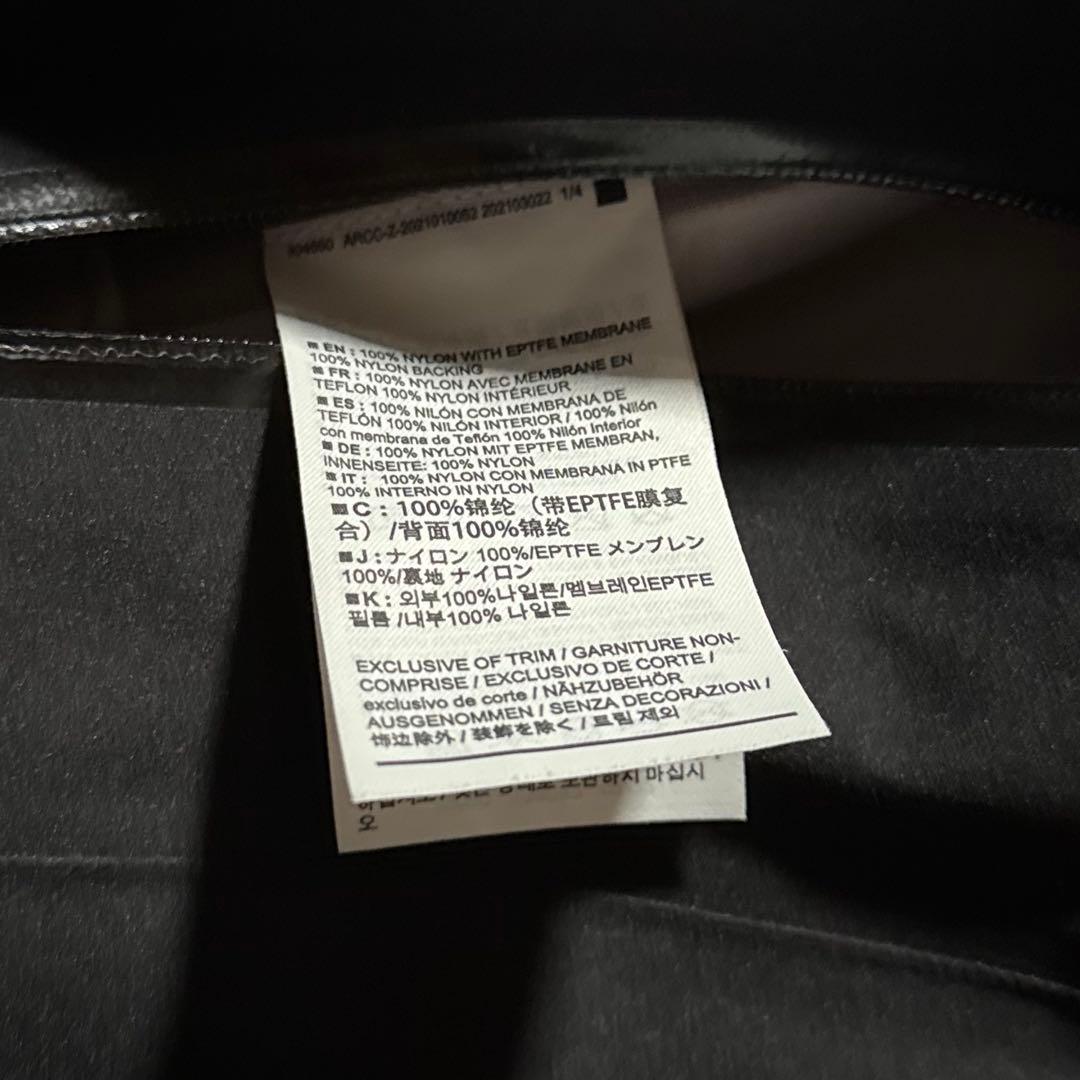 ARCC-Z-2021010052 202103022 1/4
■ EN : 100% NYLON WITH EPTFE MEMBRANE
100% NYLON BACKING
■ FR : 100% NYLON AVEC MEMBRANE EN
TEFLON 100% NYLON INTÉRIEUR
■ ES : 100% NILÓN CON MEMBRANA DE
TEFLÓN 100% NILÓN INTERIOR / 100% Nilón
con membrana de Teflón 100% Nilón Interior
■ DE : 100% NYLON MIT EPTFE MEMBRAN,
INNENSEITE: 100% NYLON
■ IT : 100% NYLON CON MEMBRANA IN PTFE
100% INTERNO IN NYLON
■ C : 100%锦纶（带EPTFE膜复
合）/背面100%锦纶
■ J : ナイロン 100%/EPTFE メンブレン
100%/裏地 ナイロン
■ K : 외부100%나일론/멤브레인EPTFE
필름 /내부100% 나일론
EXCLUSIVE OF TRIM / GARNITURE NON-
COMPRISE / EXCLUSIVO DE CORTE /
exclusivo de corte / NÄHZUBEHÖR
AUSGENOMMEN / SENZA DECORAZIONI /
饰边除外 / 装飾を除く / 트림 제외
마십시
오